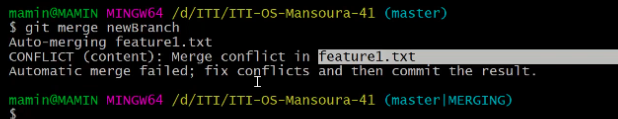 mamin@MAMIN MINGW64 /d/ITI/ITI-OS-Mansoura-41 (master)
$ git merge newBranch
Auto-merging feature1.txt
CONFLICT (content): Merge conflict in feature1.txt
Automatic merge failed; fix conflicts and then commit the result.
mamin@MAMIN MINGW64 /d/ITI/ITI-OS-Mansoura-41 (master|MERGING)
$